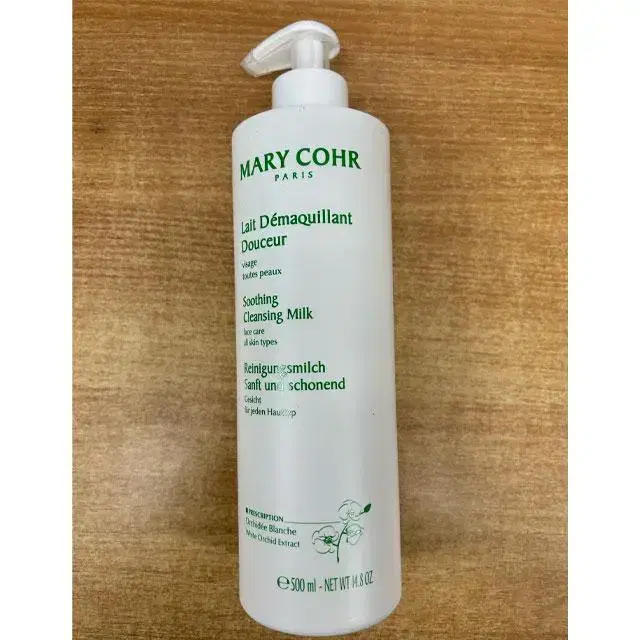 MARY COHR
PARIS
Lait Démaquillant
Douceur
visage
toutes peaux
Soothing
Cleansing Milk
face care
all skin types
Reinigungsmilch
Sanft und schonend
Gesicht
für jeden Hauttyp
PRESCRIPTION
Orchidée Blanche
White Orchid Extract
℮500 ml - NET WT 14.8 OZ